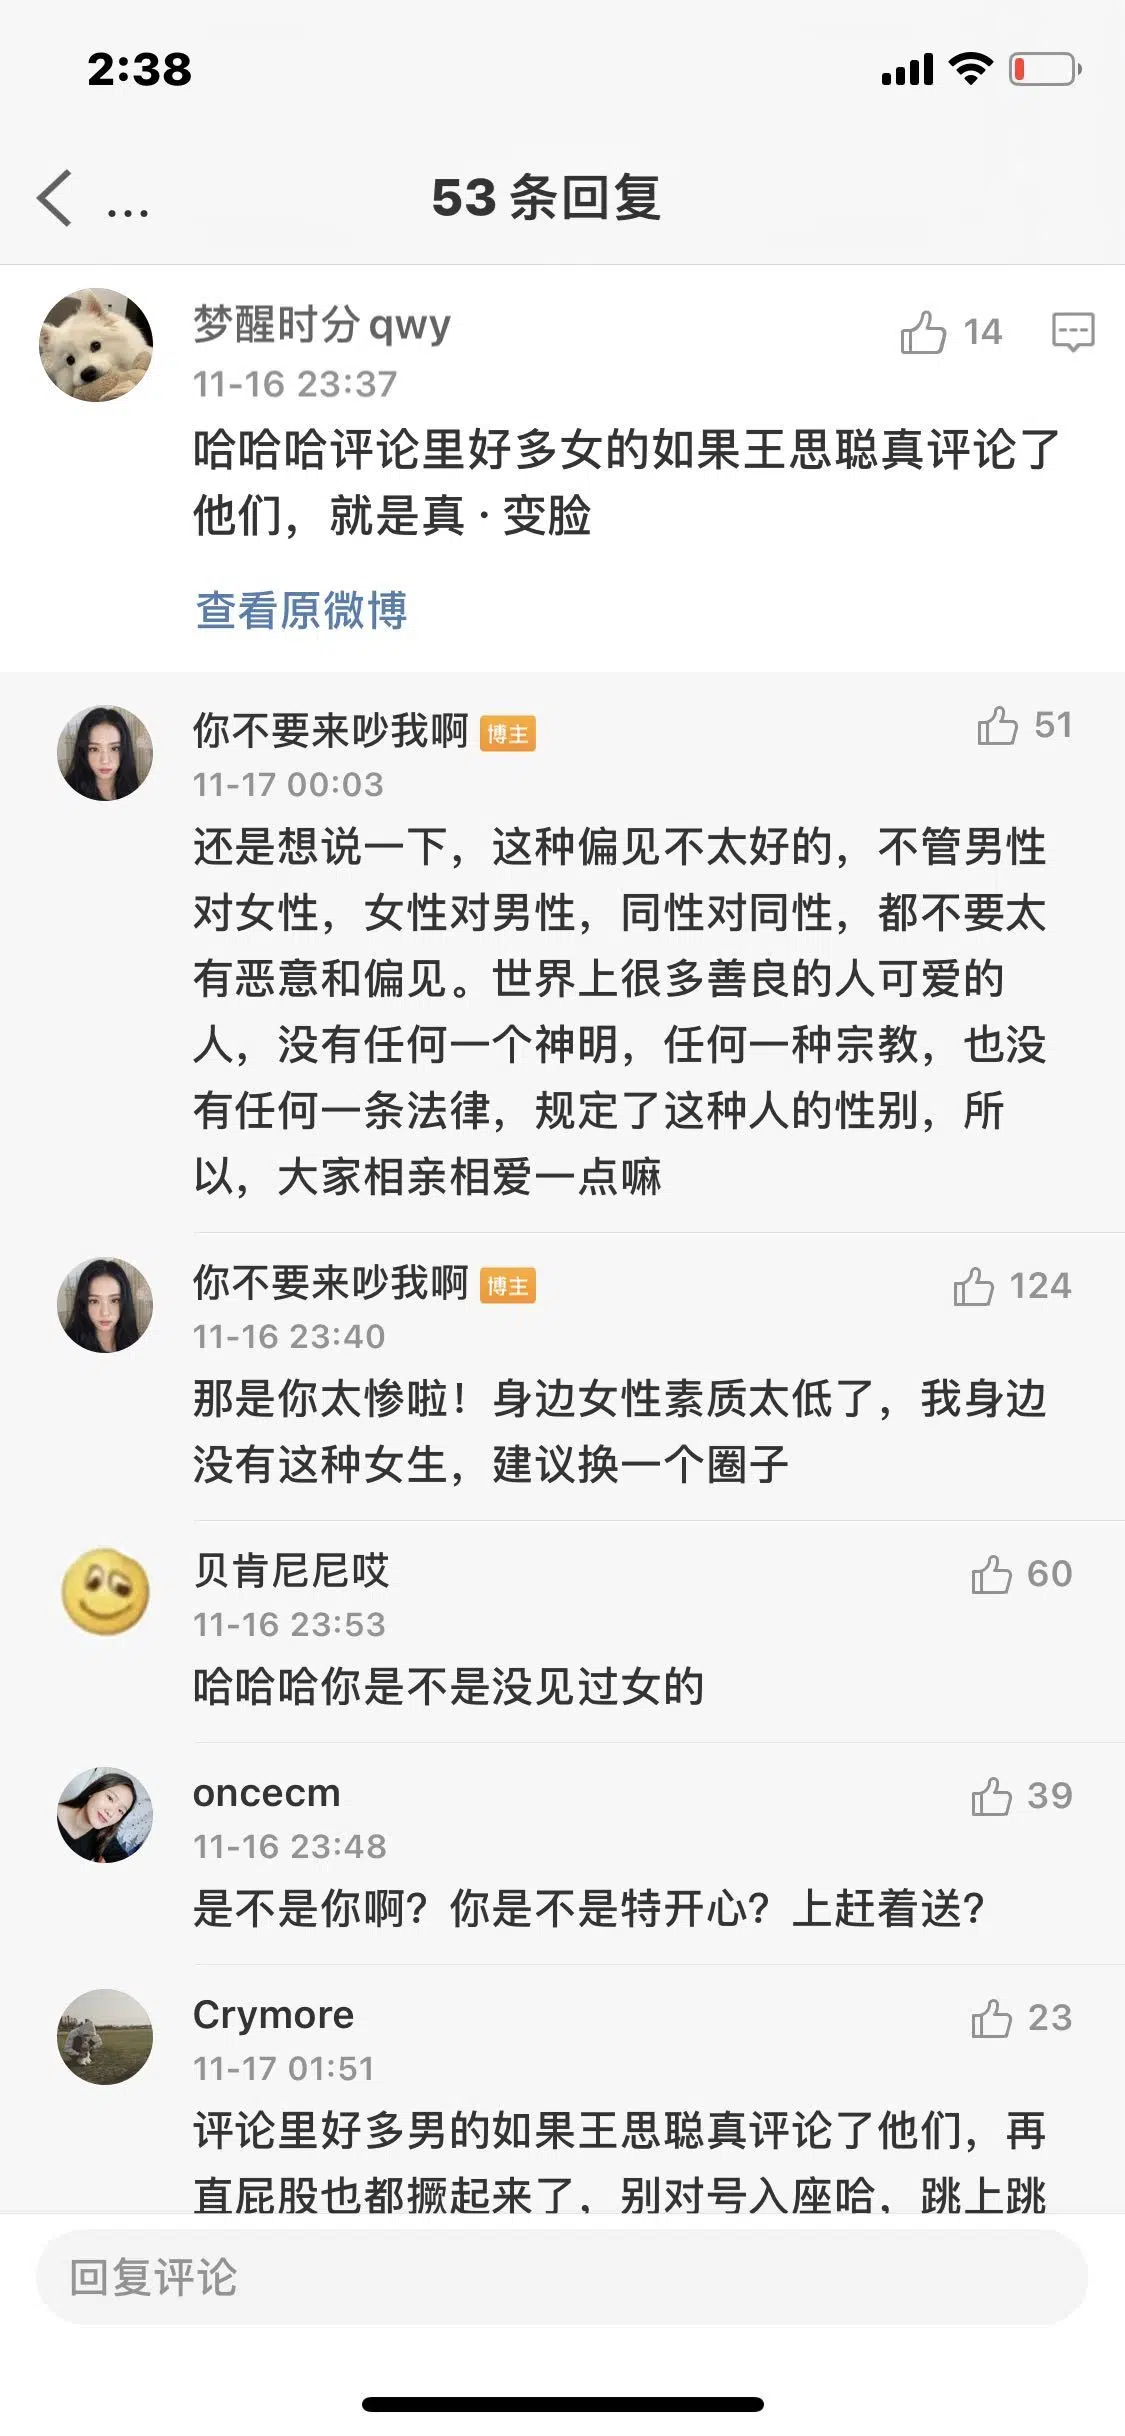 2:38
...
53 条回复
梦醒时分qwy
14
11-16 23:37
哈哈哈评论里好多女的如果王思聪真评论了
他们，就是真·变脸
查看原微博
你不要来吵我啊 博主
51
11-17 00:03
还是想说一下，这种偏见不太好的，不管男性
对女性，女性对男性，同性对同性，都不要太
有恶意和偏见。世界上很多善良的人可爱的
人，没有任何一个神明，任何一种宗教，也没
有任何一条法律，规定了这种人的性别，所
以，大家相亲相爱一点嘛
你不要来吵我啊 博主
124
11-16 23:40
那是你太惨啦！身边女性素质太低了，我身边
没有这种女生，建议换一个圈子
贝肯尼尼哎
60
11-16 23:53
哈哈哈你是不是没见过女的
oncecm
39
11-16 23:48
是不是你啊？你是不是特开心？上赶着送？
Crymore
23
11-17 01:51
评论里好多男的如果王思聪真评论了他们，再
直屁股也都撅起来了，别对号入座哈，跳上跳
回复评论